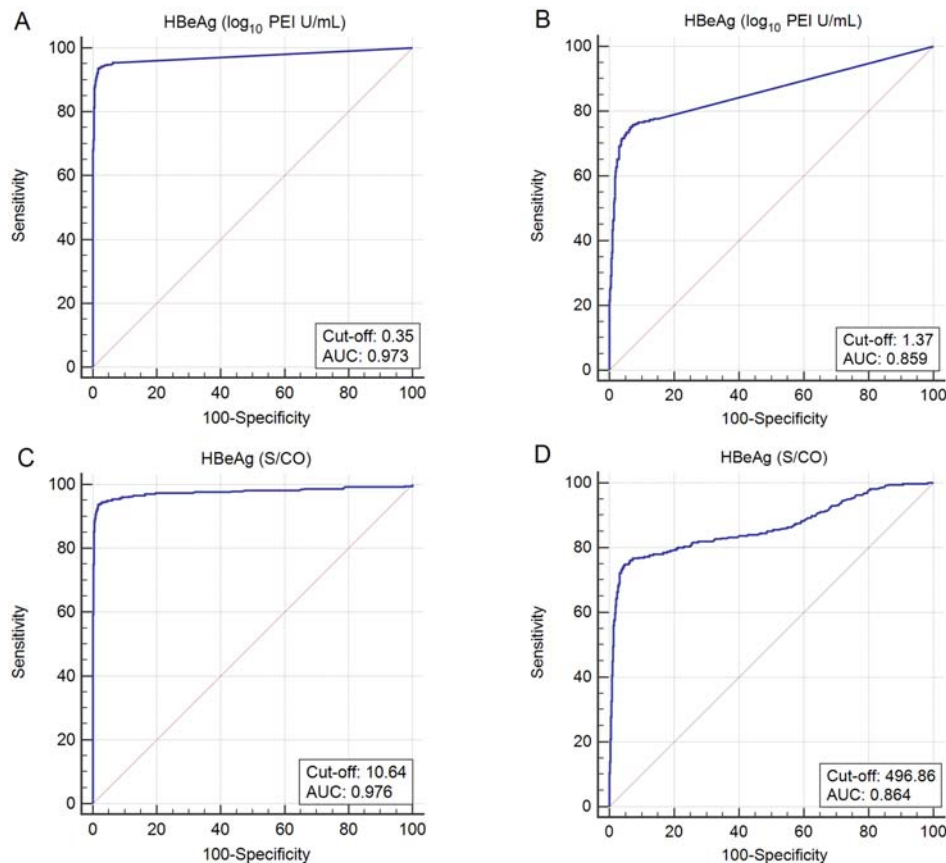 A
HBeAg (log10 PEI U/mL)
100
80
60
40
20
0
Sensitivity
Cut-off: 0.35
AUC: 0.973
0 20 40 60 80 100
100-Specificity
B
HBeAg (log10 PEI U/mL)
100
80
60
40
20
0
Sensitivity
Cut-off: 1.37
AUC: 0.859
0 20 40 60 80 100
100-Specificity
C
HBeAg (S/CO)
100
80
60
40
20
0
Sensitivity
Cut-off: 10.64
AUC: 0.976
0 20 40 60 80 100
100-Specificity
D
HBeAg (S/CO)
100
80
60
40
20
0
Sensitivity
Cut-off: 496.86
AUC: 0.864
0 20 40 60 80 100
100-Specificity